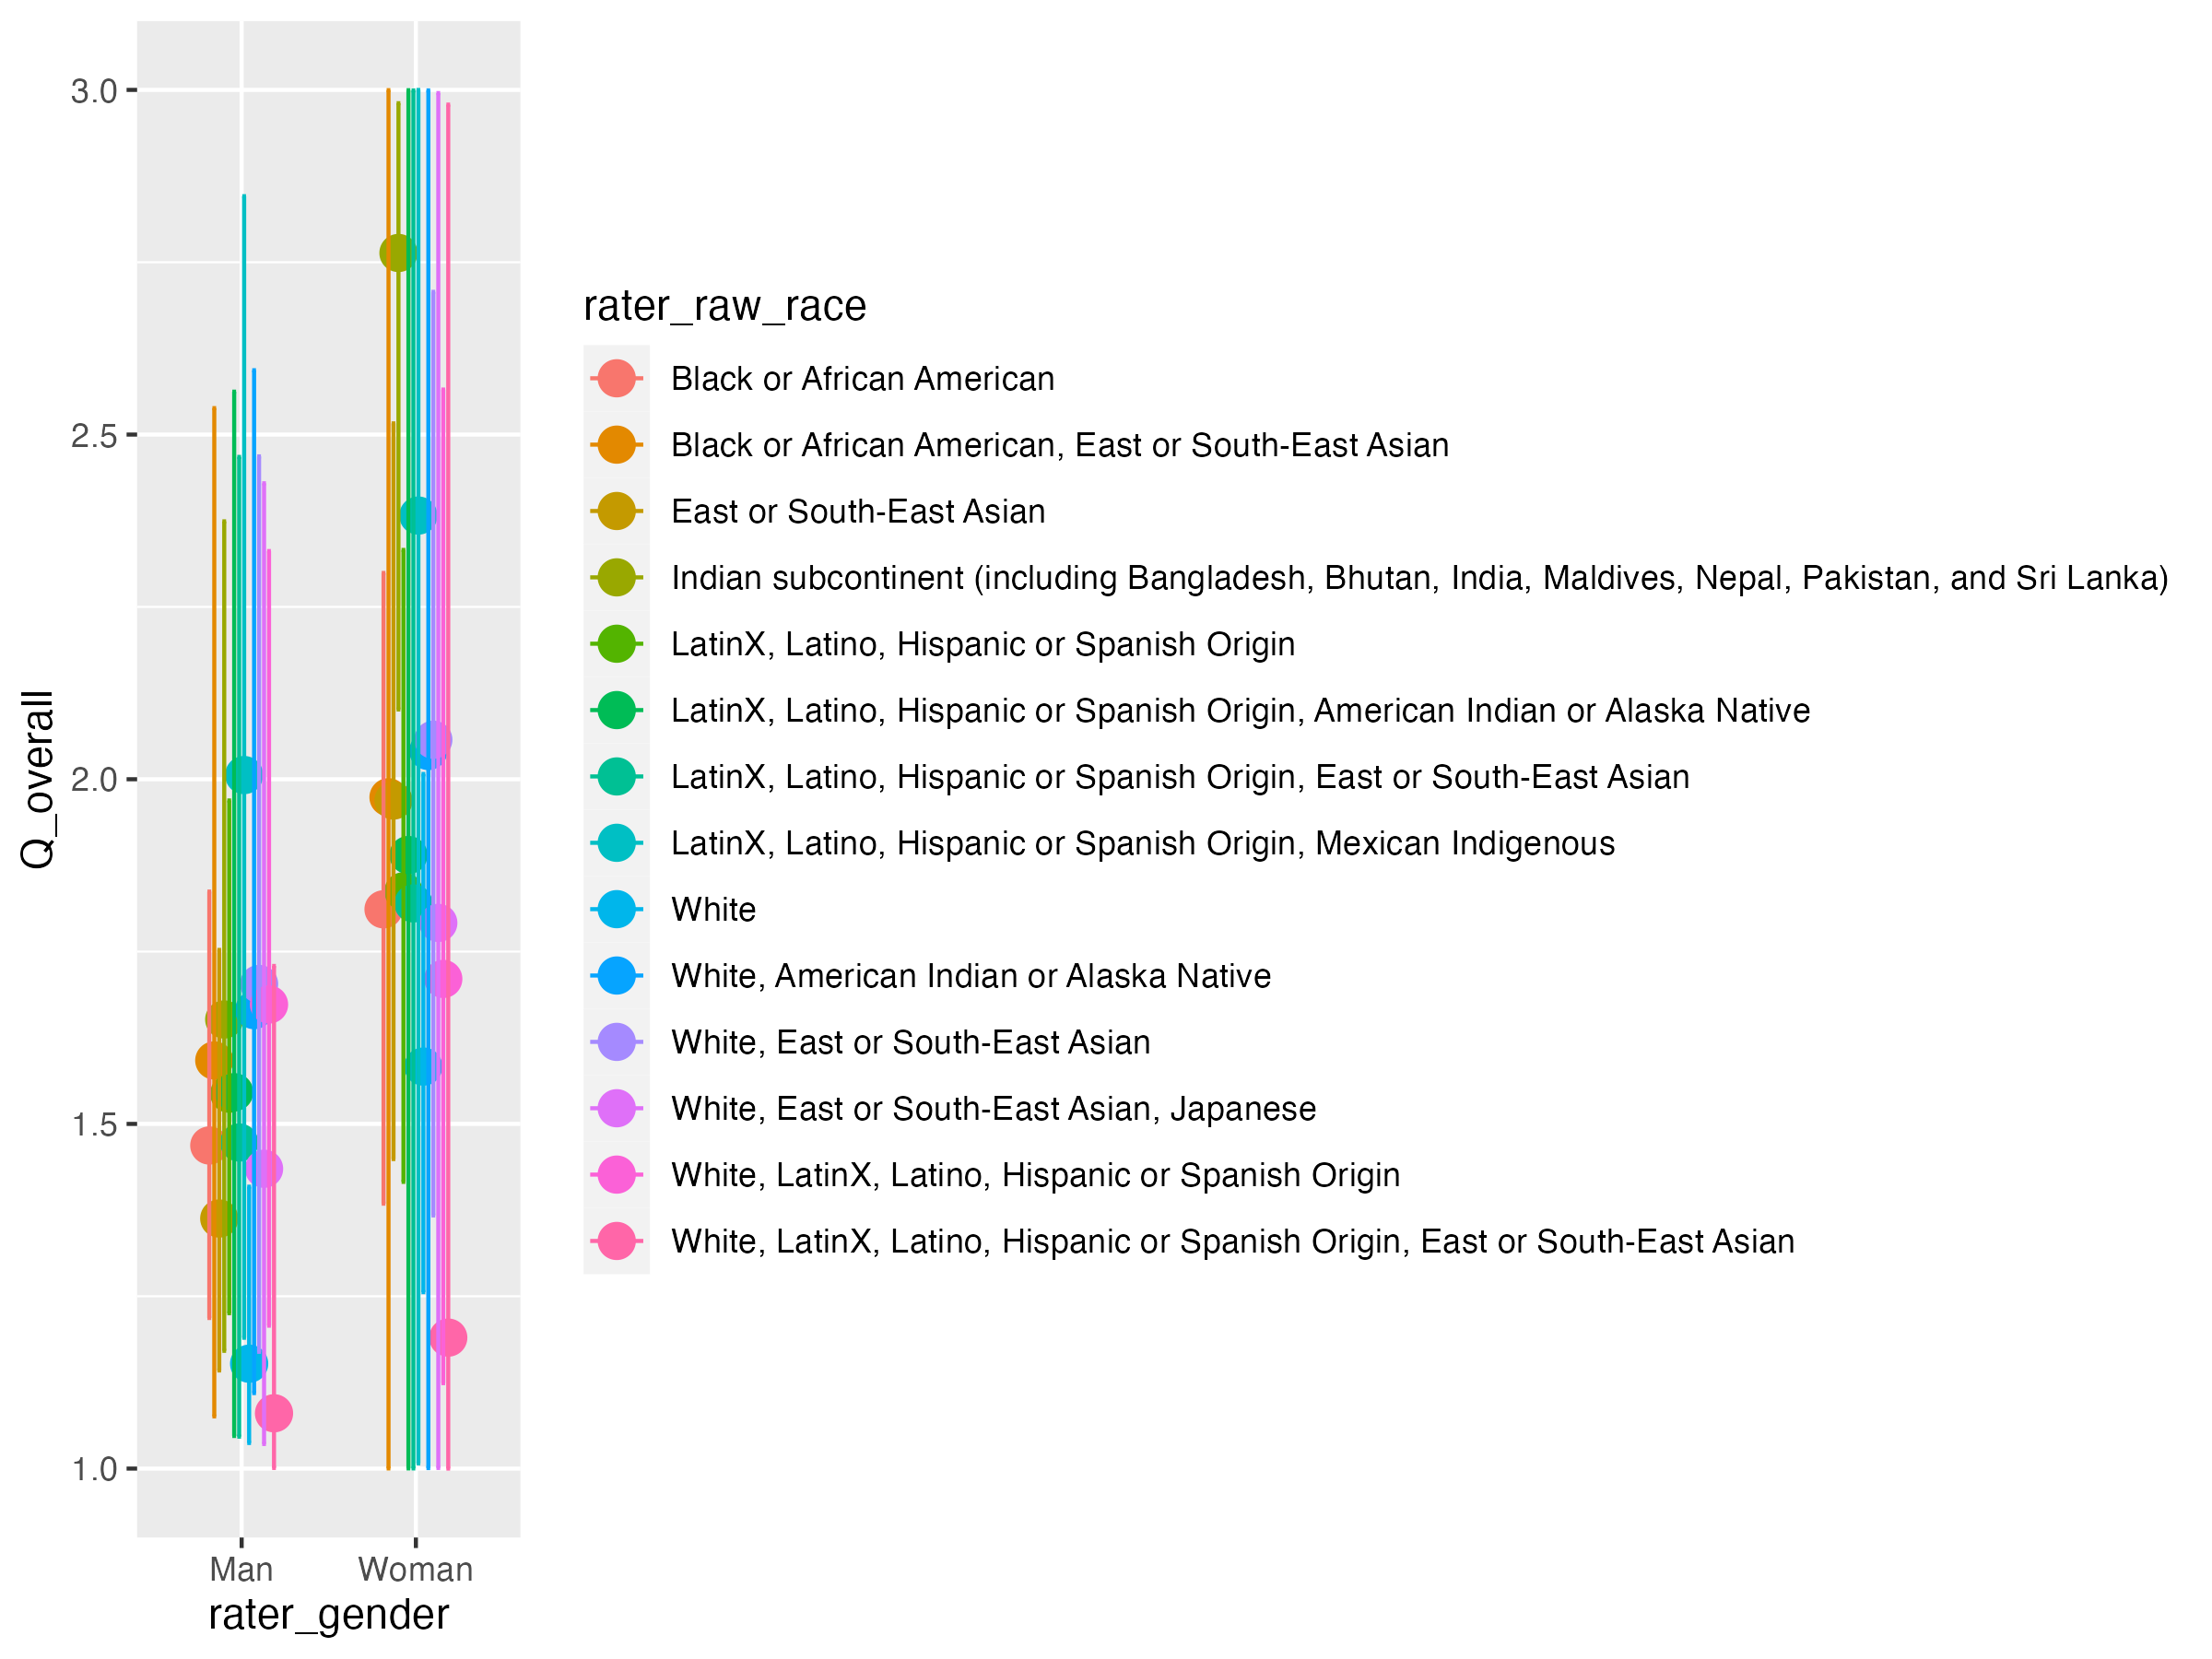 3.0
2.5
2.0
1.5
1.0
Q_overall
Man Woman
rater_gender
rater_raw_race
Black or African American
Black or African American, East or South-East Asian
East or South-East Asian
Indian subcontinent (including Bangladesh, Bhutan, India, Maldives, Nepal, Pakistan, and Sri Lanka)
LatinX, Latino, Hispanic or Spanish Origin
LatinX, Latino, Hispanic or Spanish Origin, American Indian or Alaska Native
LatinX, Latino, Hispanic or Spanish Origin, East or South-East Asian
LatinX, Latino, Hispanic or Spanish Origin, Mexican Indigenous
White
White, American Indian or Alaska Native
White, East or South-East Asian
White, East or South-East Asian, Japanese
White, LatinX, Latino, Hispanic or Spanish Origin
White, LatinX, Latino, Hispanic or Spanish Origin, East or South-East Asian